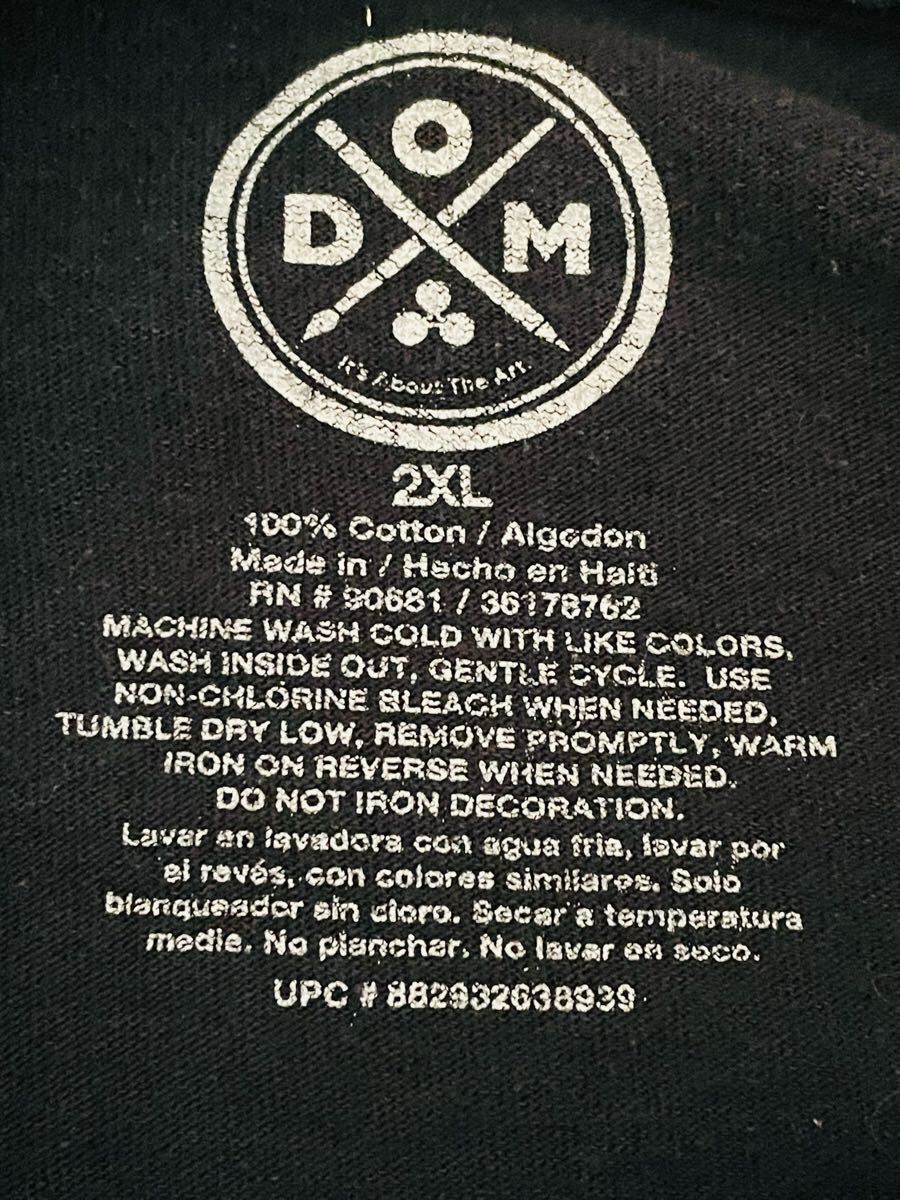 D O M
It's About The Art.
2XL
100% Cotton / Algodon
Made in / Hecho en Haiti
RN # 90681 / 36178762
MACHINE WASH COLD WITH LIKE COLORS,
WASH INSIDE OUT, GENTLE CYCLE. USE
NON-CHLORINE BLEACH WHEN NEEDED,
TUMBLE DRY LOW, REMOVE PROMPTLY, WARM
IRON ON REVERSE WHEN NEEDED.
DO NOT IRON DECORATION.
Lavar en lavadora con agua fria, lavar por
el revés, con colores similares. Solo
blanqueador sin cloro. Secar a temperatura
media. No planchar. No lavar en seco.
UPC # 882932638939